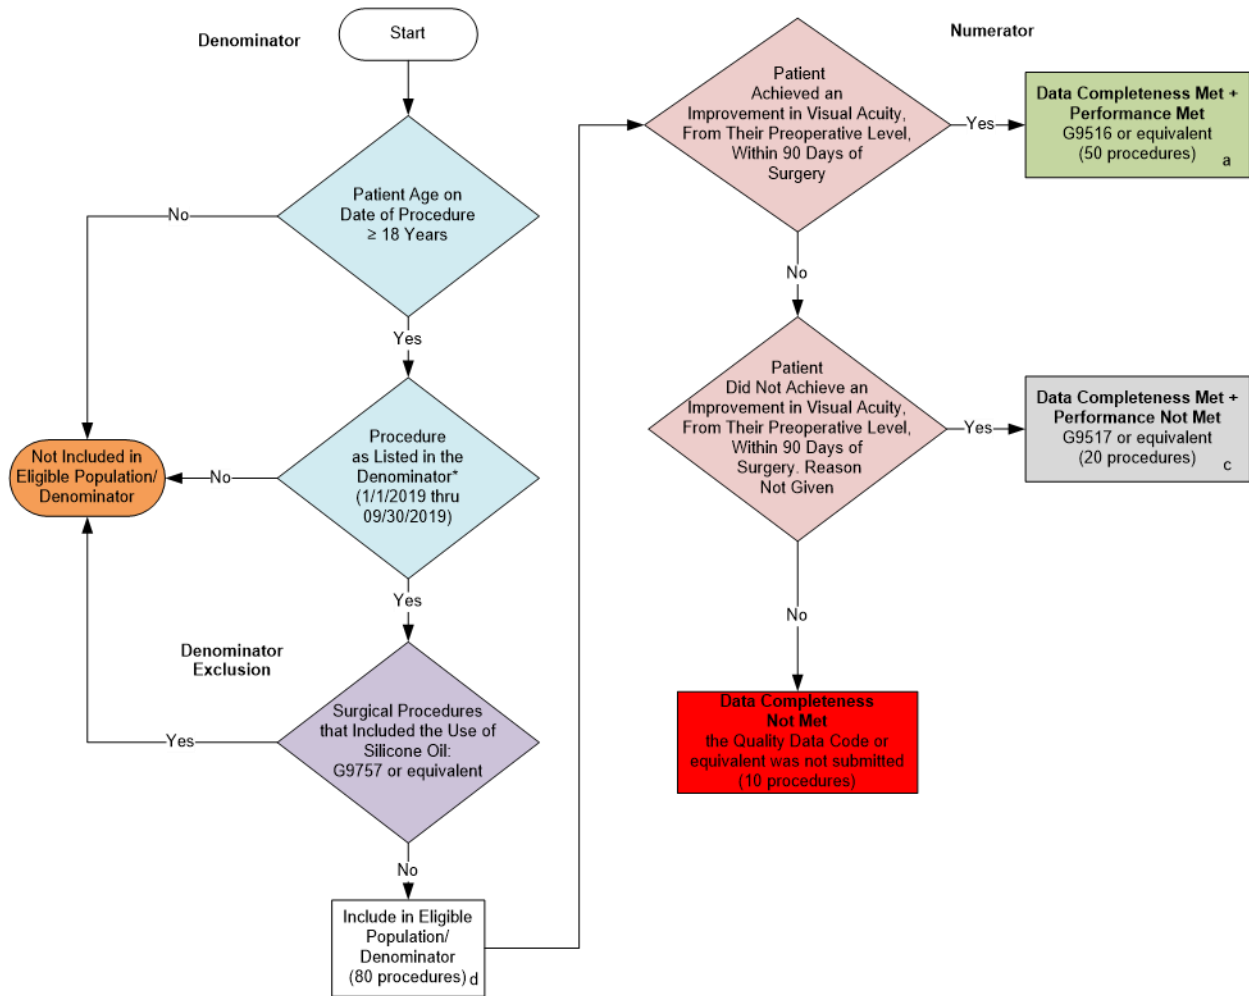 Denominator
Start
Patient Age on
Date of Procedure
≥ 18 Years
No
Yes
Procedure
as Listed in the
Denominator*
(1/1/2019 thru
09/30/2019)
No
Not Included in
Eligible Population/
Denominator
Yes
Denominator
Exclusion
Surgical Procedures
that Included the Use of
Silicone Oil:
G9757 or equivalent
Yes
No
Include in Eligible
Population/
Denominator
(80 procedures) d
Numerator
Patient
Achieved an
Improvement in Visual Acuity,
From Their Preoperative Level,
Within 90 Days of
Surgery
Yes
Data Completeness Met +
Performance Met
G9516 or equivalent
(50 procedures) a
No
Patient
Did Not Achieve an
Improvement in Visual Acuity,
From Their Preoperative Level,
Within 90 Days of
Surgery. Reason
Not Given
Yes
Data Completeness Met +
Performance Not Met
G9517 or equivalent
(20 procedures) c
No
Data Completeness
Not Met
the Quality Data Code or
equivalent was not submitted
(10 procedures)